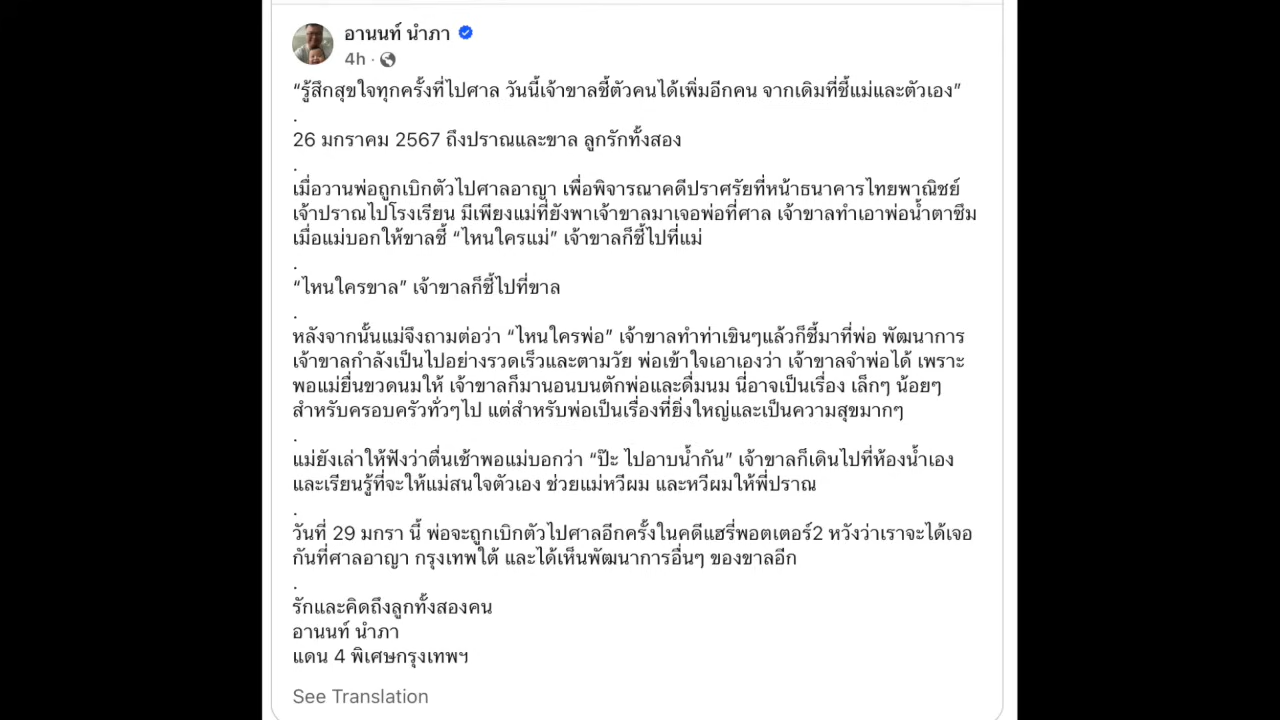 อานนท์ นำภา
4h ·
“รู้สึกสุขใจทุกครั้งที่ไปศาล วันนี้เจ้าขาลชี้ตัวคนได้เพิ่มอีกคน จากเดิมที่ชี้แม่และตัวเอง”
.
26 มกราคม 2567 ถึงปราณและขาล ลูกรักทั้งสอง
.
เมื่อวานพ่อถูกเบิกตัวไปศาลอาญา เพื่อพิจารณาคดีปราศรัยที่หน้าธนาคารไทยพาณิชย์
เจ้าปราณไปโรงเรียน มีเพียงแม่ที่ยังพาเจ้าขาลมาเจอพ่อที่ศาล เจ้าขาลทำเอาพ่อน้ำตาซึม
เมื่อแม่บอกให้ขาลชี้ “ไหนใครแม่” เจ้าขาลก็ชี้ไปที่แม่
.
“ไหนใครขาล” เจ้าขาลก็ชี้ไปที่ขาล
.
หลังจากนั้นแม่จึงถามต่อว่า “ไหนใครพ่อ” เจ้าขาลทำท่าเขินๆแล้วก็ชี้มาที่พ่อ พัฒนาการ
เจ้าขาลกำลังเป็นไปอย่างรวดเร็วและตามวัย พ่อเข้าใจเอาเองว่า เจ้าขาลจำพ่อได้ เพราะ
พอแม่ยื่นขวดนมให้ เจ้าขาลก็มานอนบนตักพ่อและดื่มนม นี่อาจเป็นเรื่อง เล็กๆ น้อยๆ
สำหรับครอบครัวทั่วๆไป แต่สำหรับพ่อเป็นเรื่องที่ยิ่งใหญ่และเป็นความสุขมากๆ
.
แม่ยังเล่าให้ฟังว่าตื่นเช้าพอแม่บอกว่า “ป๊ะ ไปอาบน้ำกัน” เจ้าขาลก็เดินไปที่ห้องน้ำเอง
และเรียนรู้ที่จะให้แม่สนใจตัวเอง ช่วยแม่หวีผม และหวีผมให้พี่ปราณ
.
วันที่ 29 มกรา นี้ พ่อจะถูกเบิกตัวไปศาลอีกครั้งในคดีแฮรี่พอตเตอร์2 หวังว่าเราจะได้เจอ
กันที่ศาลอาญา กรุงเทพใต้ และได้เห็นพัฒนาการอื่นๆ ของขาลอีก
.
รักและคิดถึงลูกทั้งสองคน
อานนท์ นำภา
แดน 4 พิเศษกรุงเทพฯ
See Translation